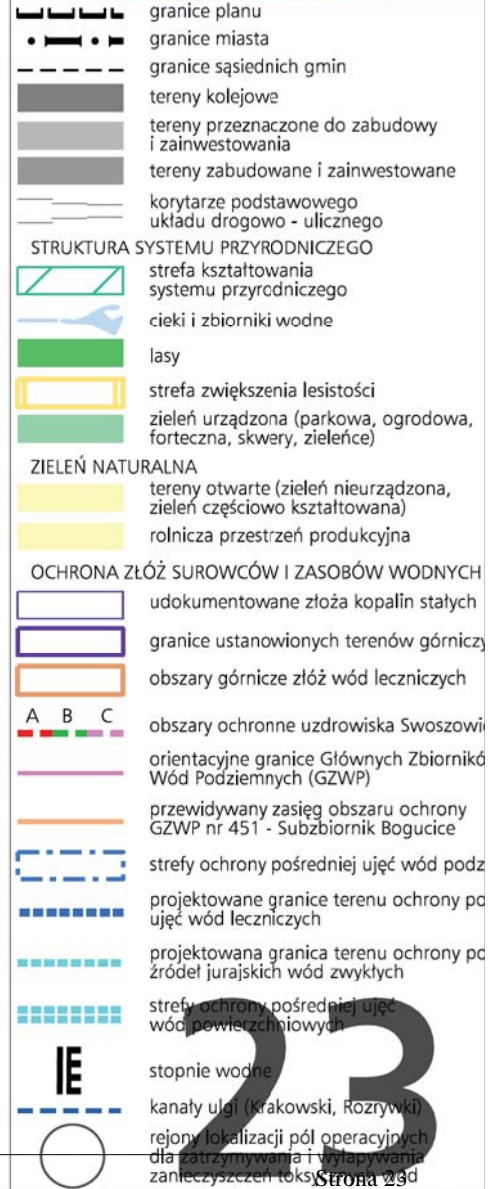 granice planu
granice miasta
granice sąsiednich gmin
tereny kolejowe
tereny przeznaczone do zabudowy
i zainwestowania
tereny zabudowane i zainwestowane
korytarze podstawowego
układu drogowo - ulicznego
STRUKTURA SYSTEMU PRZYRODNICZEGO
strefa kształtowania
systemu przyrodniczego
cieki i zbiorniki wodne
lasy
strefa zwiększenia lesistości
zieleń urządzona (parkowa, ogrodowa,
forteczna, skwery, zieleńce)
ZIELEŃ NATURALNA
tereny otwarte (zieleń nieurządzona,
zieleń częściowo kształtowana)
rolnicza przestrzeń produkcyjna
OCHRONA ZŁÓŻ SUROWCÓW I ZASOBÓW WODNYCH
udokumentowane złoża kopalin stałych
granice ustanowionych terenów górniczy
obszary górnicze złóż wód leczniczych
A B C
obszary ochronne uzdrowiska Swoszowi
orientacyjne granice Głównych Zbiornikó
Wód Podziemnych (GZWP)
przewidywany zasięg obszaru ochrony
GZWP nr 451 - Subzbiornik Bogucice
strefy ochrony pośredniej ujęć wód podz
projektowane granice terenu ochrony po
ujęć wód leczniczych
projektowana granica terenu ochrony po
źródeł jurajskich wód zwykłych
strefy ochrony pośredniej ujęć
wód powierzchniowych
stopnie wodne
kanały ulgi (Krakowski, Rozrywki)
rejony lokalizacji pól operacyjnych
dla zatrzymywania i wyłapywania
zanieczyszczeń wód
23
Strona 23